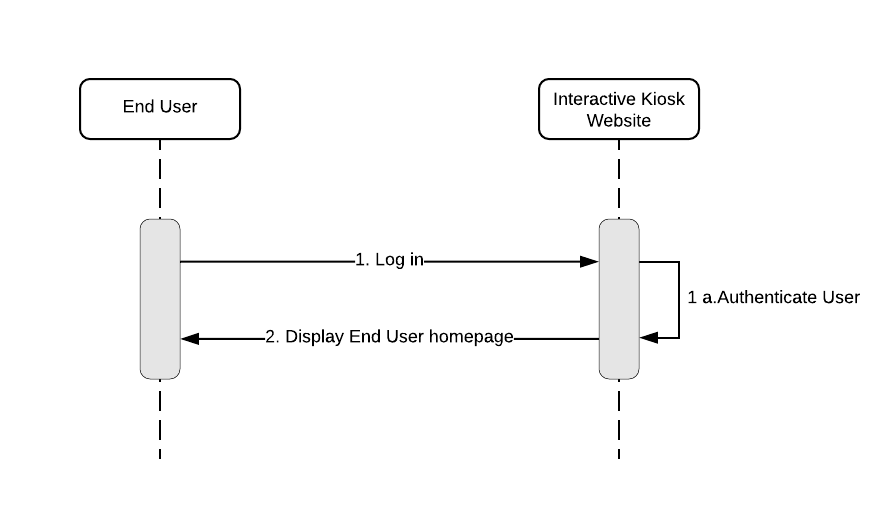 End User
Interactive Kiosk
Website
1. Log in
1 a.Authenticate User
2. Display End User homepage